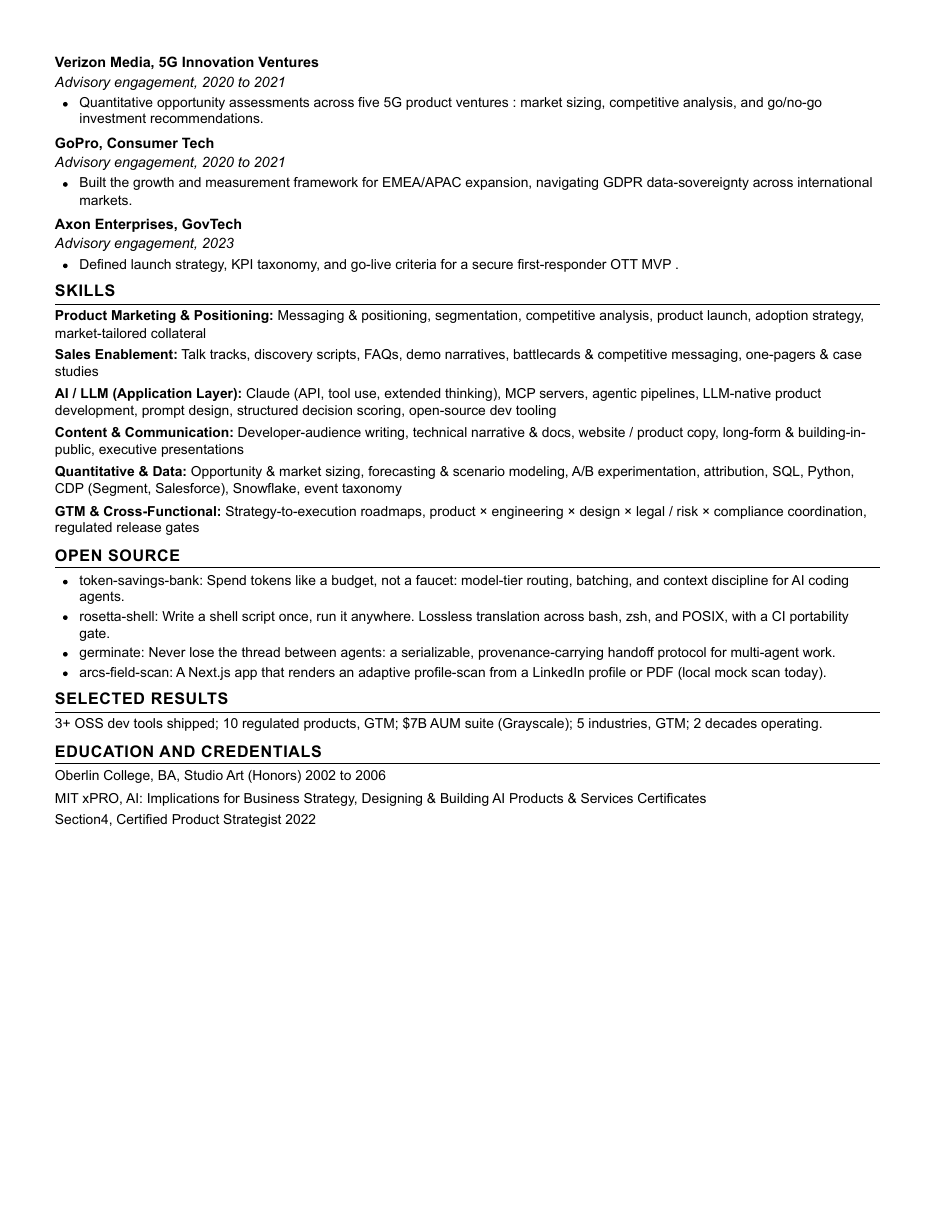 Verizon Media, 5G Innovation Ventures
Advisory engagement, 2020 to 2021
• Quantitative opportunity assessments across five 5G product ventures : market sizing, competitive analysis, and go/no-go
investment recommendations.
GoPro, Consumer Tech
Advisory engagement, 2020 to 2021
• Built the growth and measurement framework for EMEA/APAC expansion, navigating GDPR data-sovereignty across international
markets.
Axon Enterprises, GovTech
Advisory engagement, 2023
• Defined launch strategy, KPI taxonomy, and go-live criteria for a secure first-responder OTT MVP .
SKILLS
Product Marketing & Positioning: Messaging & positioning, segmentation, competitive analysis, product launch, adoption strategy,
market-tailored collateral
Sales Enablement: Talk tracks, discovery scripts, FAQs, demo narratives, battlecards & competitive messaging, one-pagers & case
studies
AI / LLM (Application Layer): Claude (API, tool use, extended thinking), MCP servers, agentic pipelines, LLM-native product
development, prompt design, structured decision scoring, open-source dev tooling
Content & Communication: Developer-audience writing, technical narrative & docs, website / product copy, long-form & building-in-
public, executive presentations
Quantitative & Data: Opportunity & market sizing, forecasting & scenario modeling, A/B experimentation, attribution, SQL, Python,
CDP (Segment, Salesforce), Snowflake, event taxonomy
GTM & Cross-Functional: Strategy-to-execution roadmaps, product × engineering × design × legal / risk × compliance coordination,
regulated release gates
OPEN SOURCE
• token-savings-bank: Spend tokens like a budget, not a faucet: model-tier routing, batching, and context discipline for AI coding
agents.
• rosetta-shell: Write a shell script once, run it anywhere. Lossless translation across bash, zsh, and POSIX, with a CI portability
gate.
• germinate: Never lose the thread between agents: a serializable, provenance-carrying handoff protocol for multi-agent work.
• arcs-field-scan: A Next.js app that renders an adaptive profile-scan from a LinkedIn profile or PDF (local mock scan today).
SELECTED RESULTS
3+ OSS dev tools shipped; 10 regulated products, GTM; $7B AUM suite (Grayscale); 5 industries, GTM; 2 decades operating.
EDUCATION AND CREDENTIALS
Oberlin College, BA, Studio Art (Honors) 2002 to 2006
MIT xPRO, AI: Implications for Business Strategy, Designing & Building AI Products & Services Certificates
Section4, Certified Product Strategist 2022